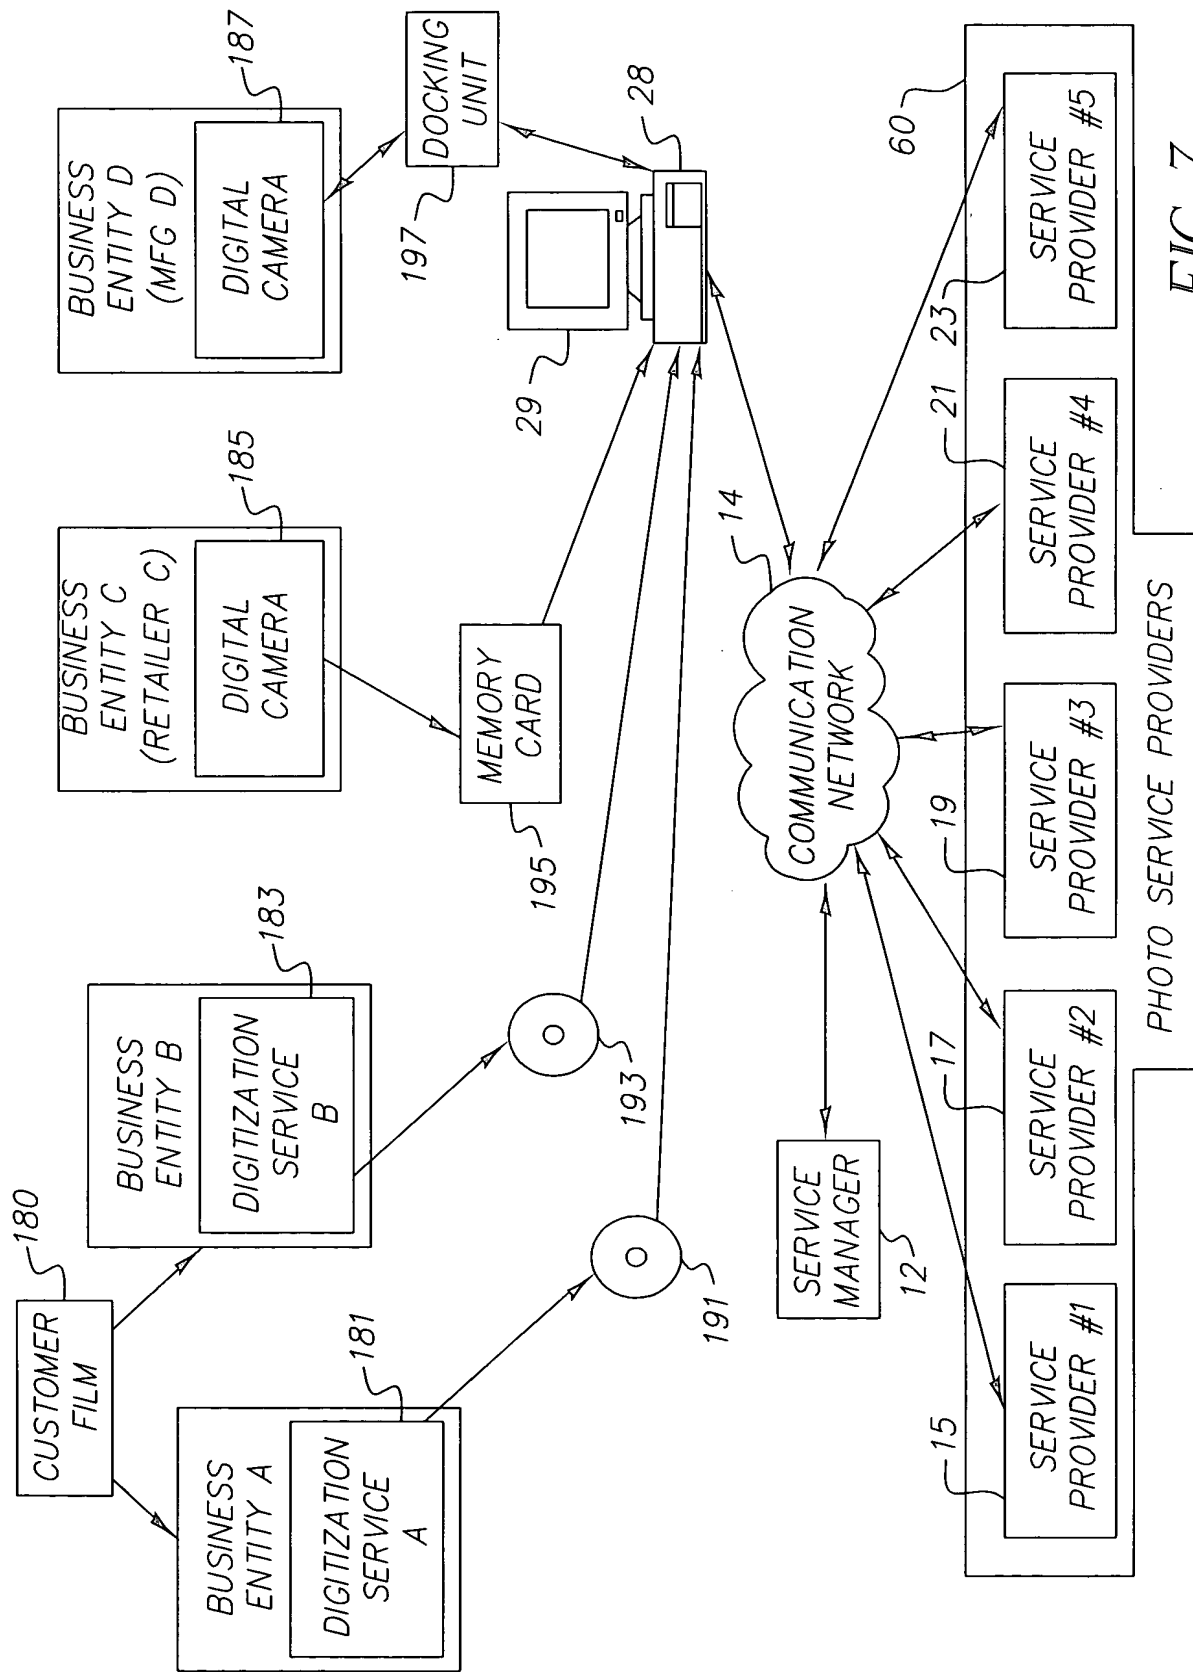 180
CUSTOMER
FILM
BUSINESS
ENTITY A
DIGITIZATION
SERVICE
A
181
BUSINESS
ENTITY B
DIGITIZATION
SERVICE
B
183
BUSINESS
ENTITY C
(RETAILER C)
DIGITAL
CAMERA
185
BUSINESS
ENTITY D
(MFG D)
DIGITAL
CAMERA
187
191
193
MEMORY
CARD
195
DOCKING
UNIT
197
28
29
SERVICE
MANAGER
12
COMMUNICATION
NETWORK
14
60
15
SERVICE
PROVIDER #1
17
SERVICE
PROVIDER #2
19
SERVICE
PROVIDER #3
21
SERVICE
PROVIDER #4
23
SERVICE
PROVIDER #5
PHOTO SERVICE PROVIDERS
FIG. 7